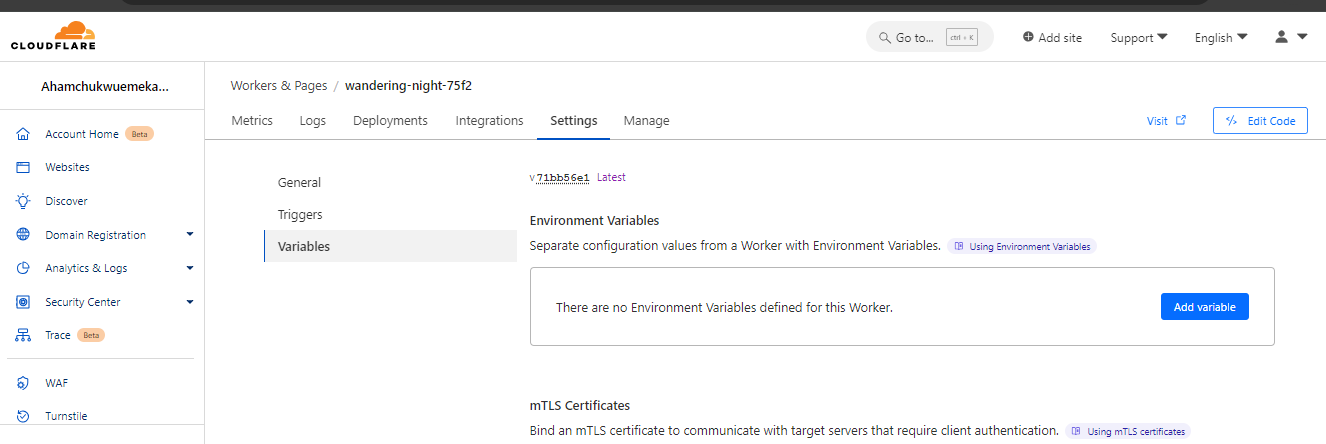 CLOUDFLARE
Go to... ctrl + K
Add site
Support
English
Ahamchukwuemeka...
Account Home Beta
Websites
Discover
Domain Registration
Analytics & Logs
Security Center
Trace Beta
WAF
Turnstile
Workers & Pages / wandering-night-75f2
Metrics Logs Deployments Integrations Settings Manage
Visit
Edit Code
General
Triggers
Variables
v 71bb56e1 Latest
Environment Variables
Separate configuration values from a Worker with Environment Variables. Using Environment Variables
There are no Environment Variables defined for this Worker. Add variable
mTLS Certificates
Bind an mTLS certificate to communicate with target servers that require client authentication. Using mTLS certificates